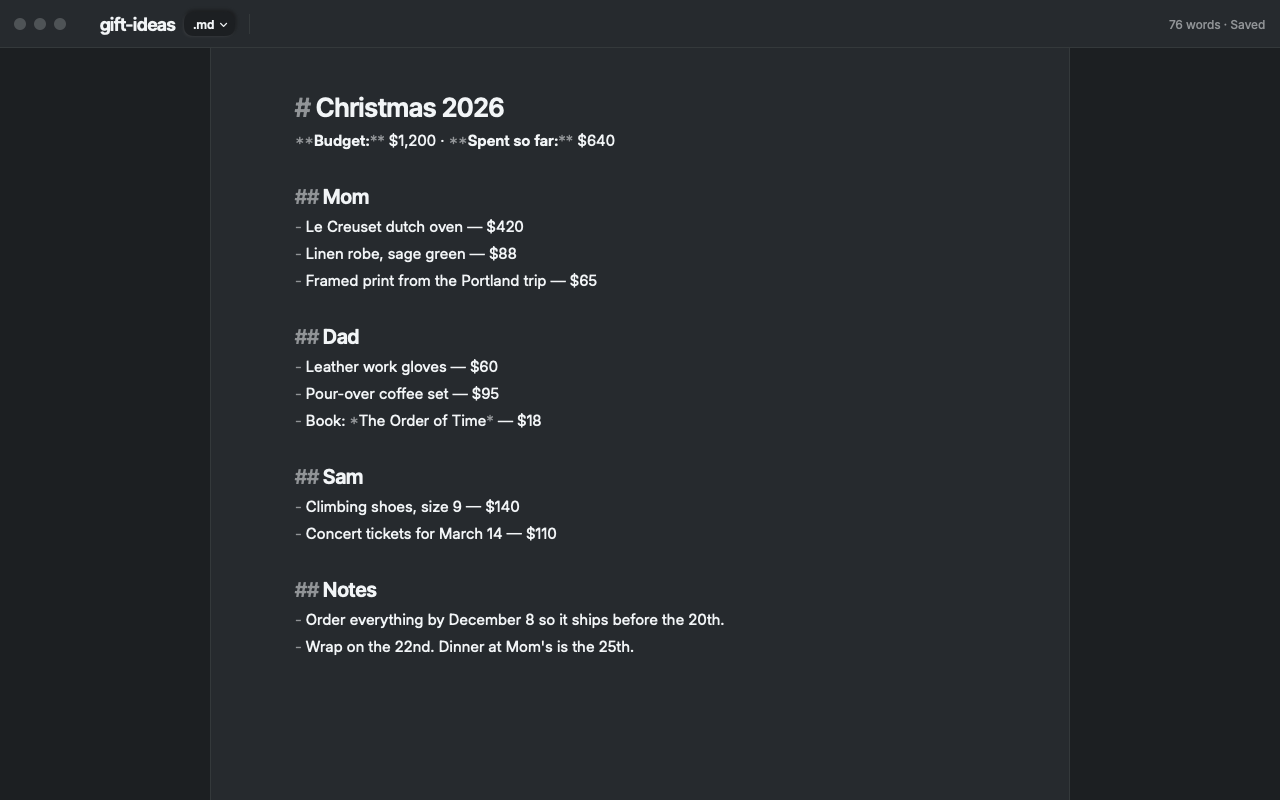 gift-ideas .md
76 words · Saved
# Christmas 2026
**Budget:** $1,200 · **Spent so far:** $640
## Mom
- Le Creuset dutch oven — $420
- Linen robe, sage green — $88
- Framed print from the Portland trip — $65
## Dad
- Leather work gloves — $60
- Pour-over coffee set — $95
- Book: *The Order of Time* — $18
## Sam
- Climbing shoes, size 9 — $140
- Concert tickets for March 14 — $110
## Notes
- Order everything by December 8 so it ships before the 20th.
- Wrap on the 22nd. Dinner at Mom's is the 25th.